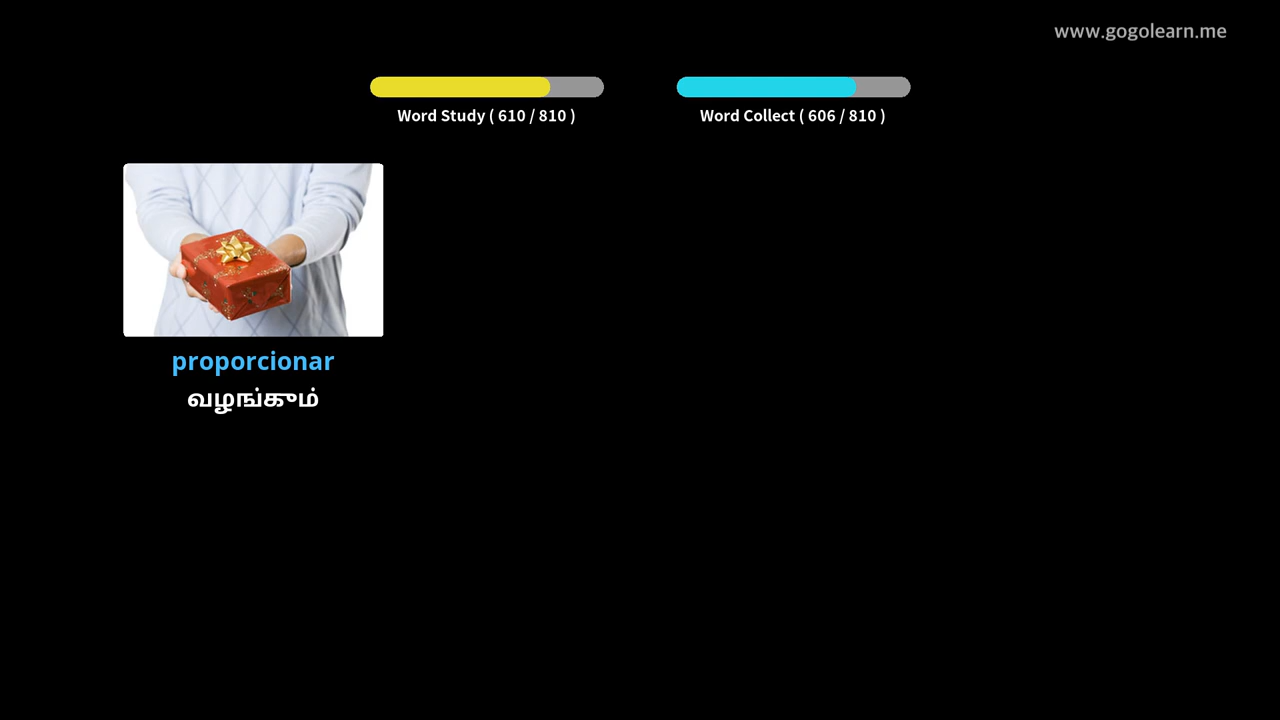 www.gogolearn.me
Word Study ( 610 / 810 )
Word Collect ( 606 / 810 )
proporcionar
வழங்கும்